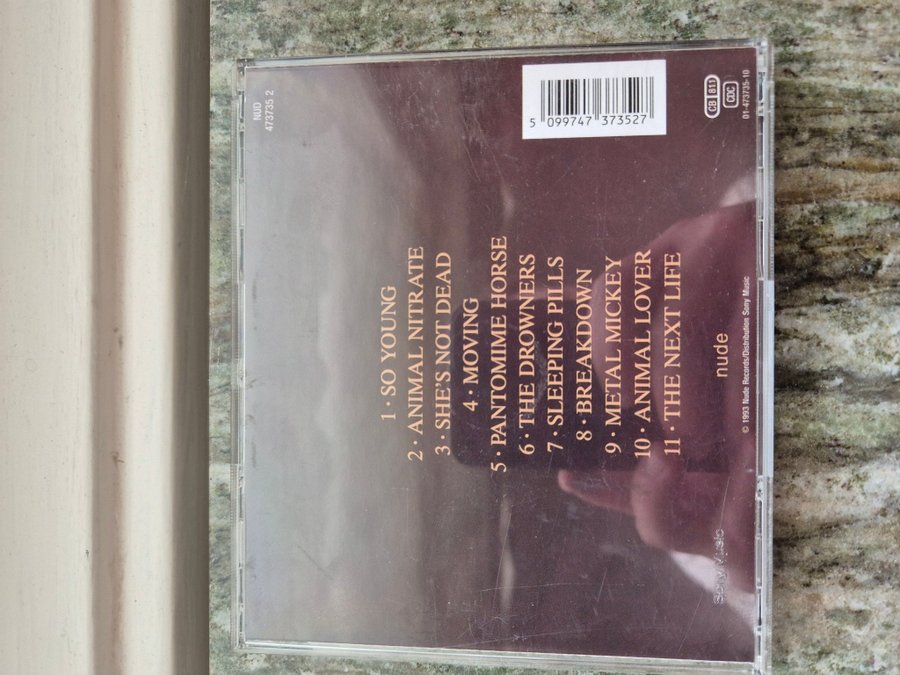 NUD
473735 2
5 099747 373527
CB 811
CDC
01-473735-10
1 · SO YOUNG
2 · ANIMAL NITRATE
3 · SHE'S NOT DEAD
4 · MOVING
5 · PANTOMIME HORSE
6 · THE DROWNERS
7 · SLEEPING PILLS
8 · BREAKDOWN
9 · METAL MICKEY
10 · ANIMAL LOVER
11 · THE NEXT LIFE
nude
Sony Music
℗ 1993 Nude Records/Distribution Sony Music